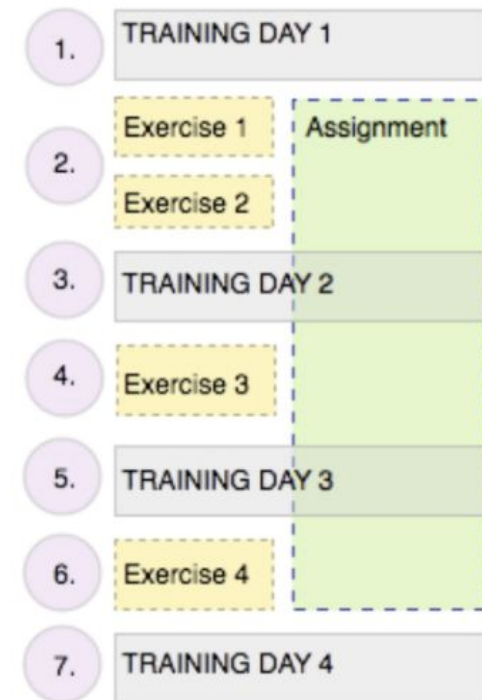 1.
TRAINING DAY 1
2.
Exercise 1
Assignment
Exercise 2
3.
TRAINING DAY 2
4.
Exercise 3
5.
TRAINING DAY 3
6.
Exercise 4
7.
TRAINING DAY 4